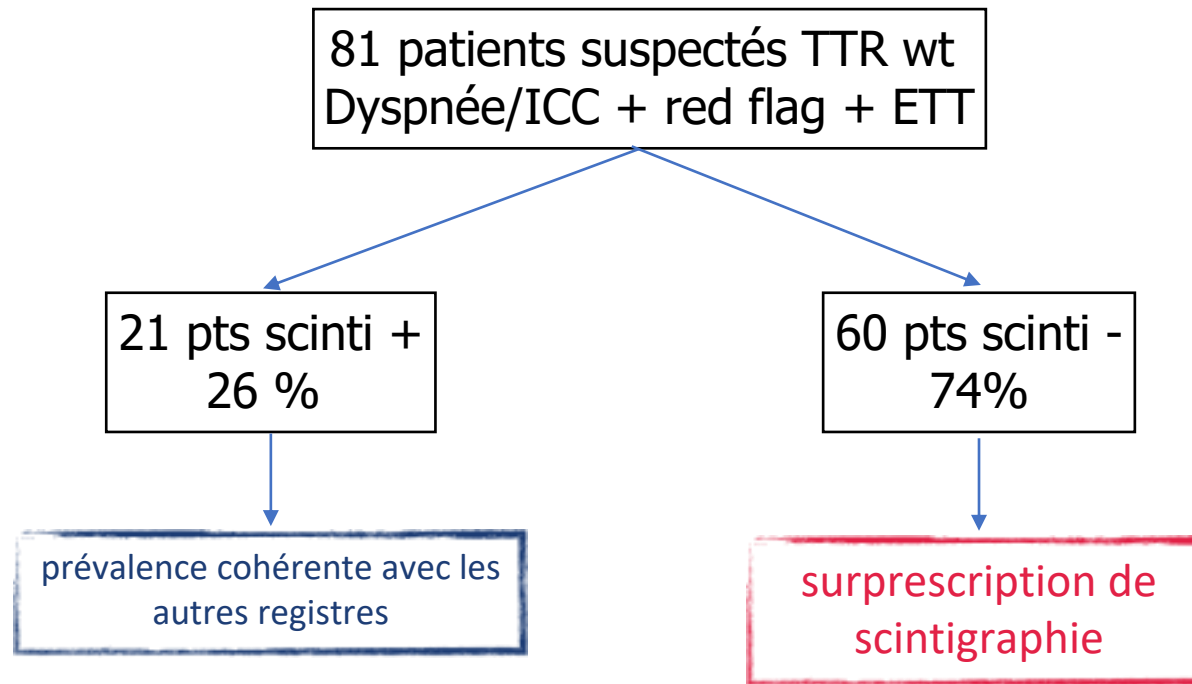 81 patients suspectés TTR wt
Dyspnée/ICC + red flag + ETT
21 pts scinti +
26 %
60 pts scinti -
74%
prévalence cohérente avec les
autres registres
surprescription de
scintigraphie